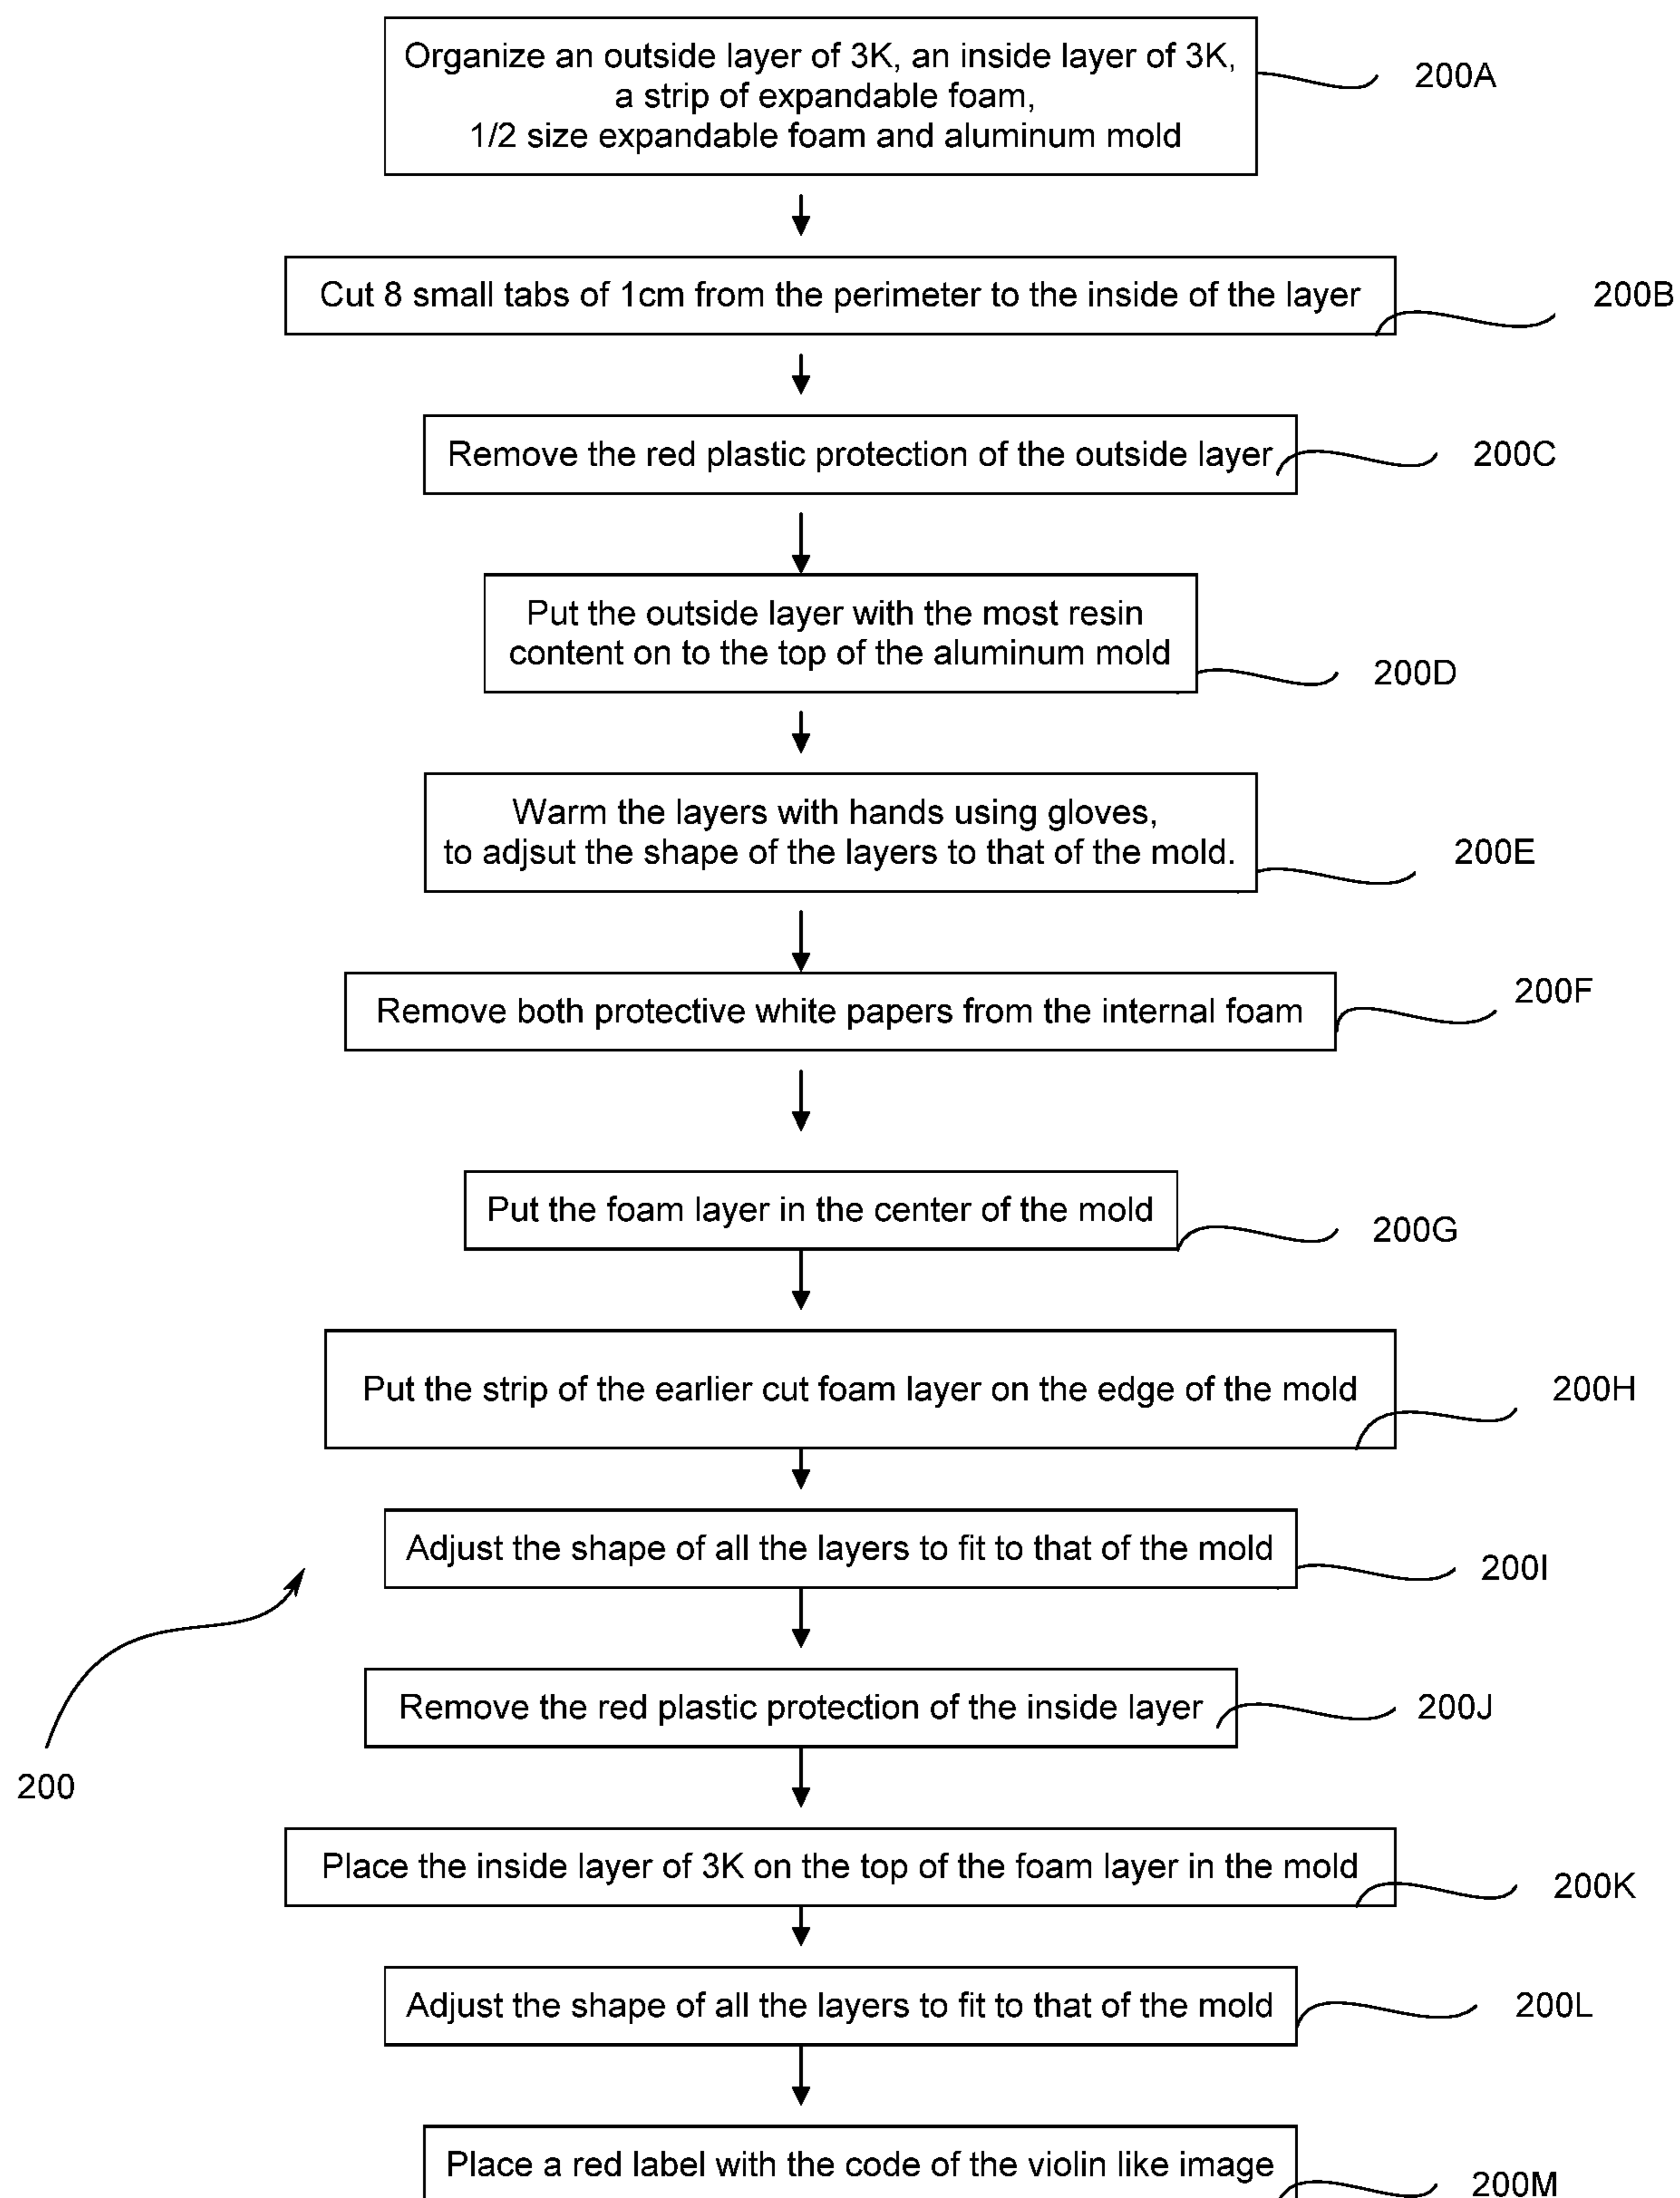 Organize an outside layer of 3K, an inside layer of 3K,
a strip of expandable foam,
1/2 size expandable foam and aluminum mold
200A
Cut 8 small tabs of 1cm from the perimeter to the inside of the layer
200B
Remove the red plastic protection of the outside layer
200C
Put the outside layer with the most resin
content on to the top of the aluminum mold
200D
Warm the layers with hands using gloves,
to adjsut the shape of the layers to that of the mold.
200E
Remove both protective white papers from the internal foam
200F
Put the foam layer in the center of the mold
200G
Put the strip of the earlier cut foam layer on the edge of the mold
200H
Adjust the shape of all the layers to fit to that of the mold
200I
Remove the red plastic protection of the inside layer
200J
200
Place the inside layer of 3K on the top of the foam layer in the mold
200K
Adjust the shape of all the layers to fit to that of the mold
200L
Place a red label with the code of the violin like image
200M